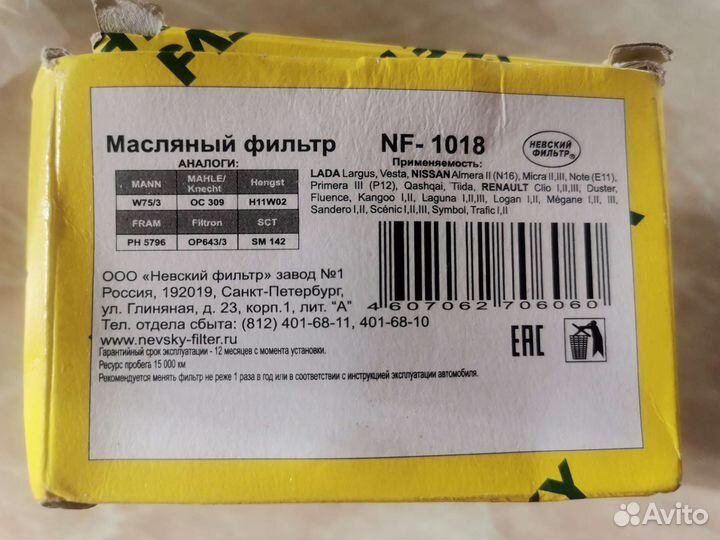 Масляный фильтр
NF- 1018
НЕВСКИЙ
ФИЛЬТР®
АНАЛОГИ:
MANN MAHLE/ Knecht Hengst
W75/3 OC 309 H11W02
FRAM Filtron SCT
PH 5796 OP643/3 SM 142
Применяемость:
LADA Largus, Vesta, NISSAN Almera II (N16), Micra II,III, Note (E11),
Primera III (P12), Qashqai, Tiida, RENAULT Clio I,II,III, Duster,
Fluence, Kangoo I,II, Laguna I,II,III, Logan I,II, Mégane I,II, III,
Sandero I,II, Scénic I,II,III, Symbol, Trafic I,II
ООО «Невский фильтр» завод №1
Россия, 192019, Санкт-Петербург,
ул. Глиняная, д. 23, корп.1, лит. "А"
Тел. отдела сбыта: (812) 401-68-11, 401-68-10
www.nevsky-filter.ru
Гарантийный срок эксплуатации - 12 месяцев с момента установки.
Ресурс пробега 15 000 км
Рекомендуется менять фильтр не реже 1 раза в год или в соответствии с инструкцией эксплуатации автомобиля.
4 607062 706060
EAC
Avito